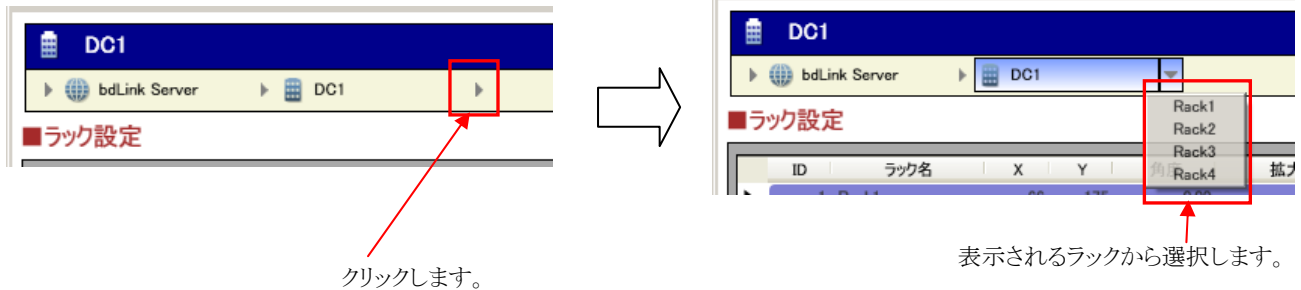 DC1
bdLink Server
DC1
■ラック設定
クリックします。
DC1
bdLink Server
DC1
Rack1
Rack2
Rack3
Rack4
■ラック設定
ID
ラック名
X
Y
表示されるラックから選択します。